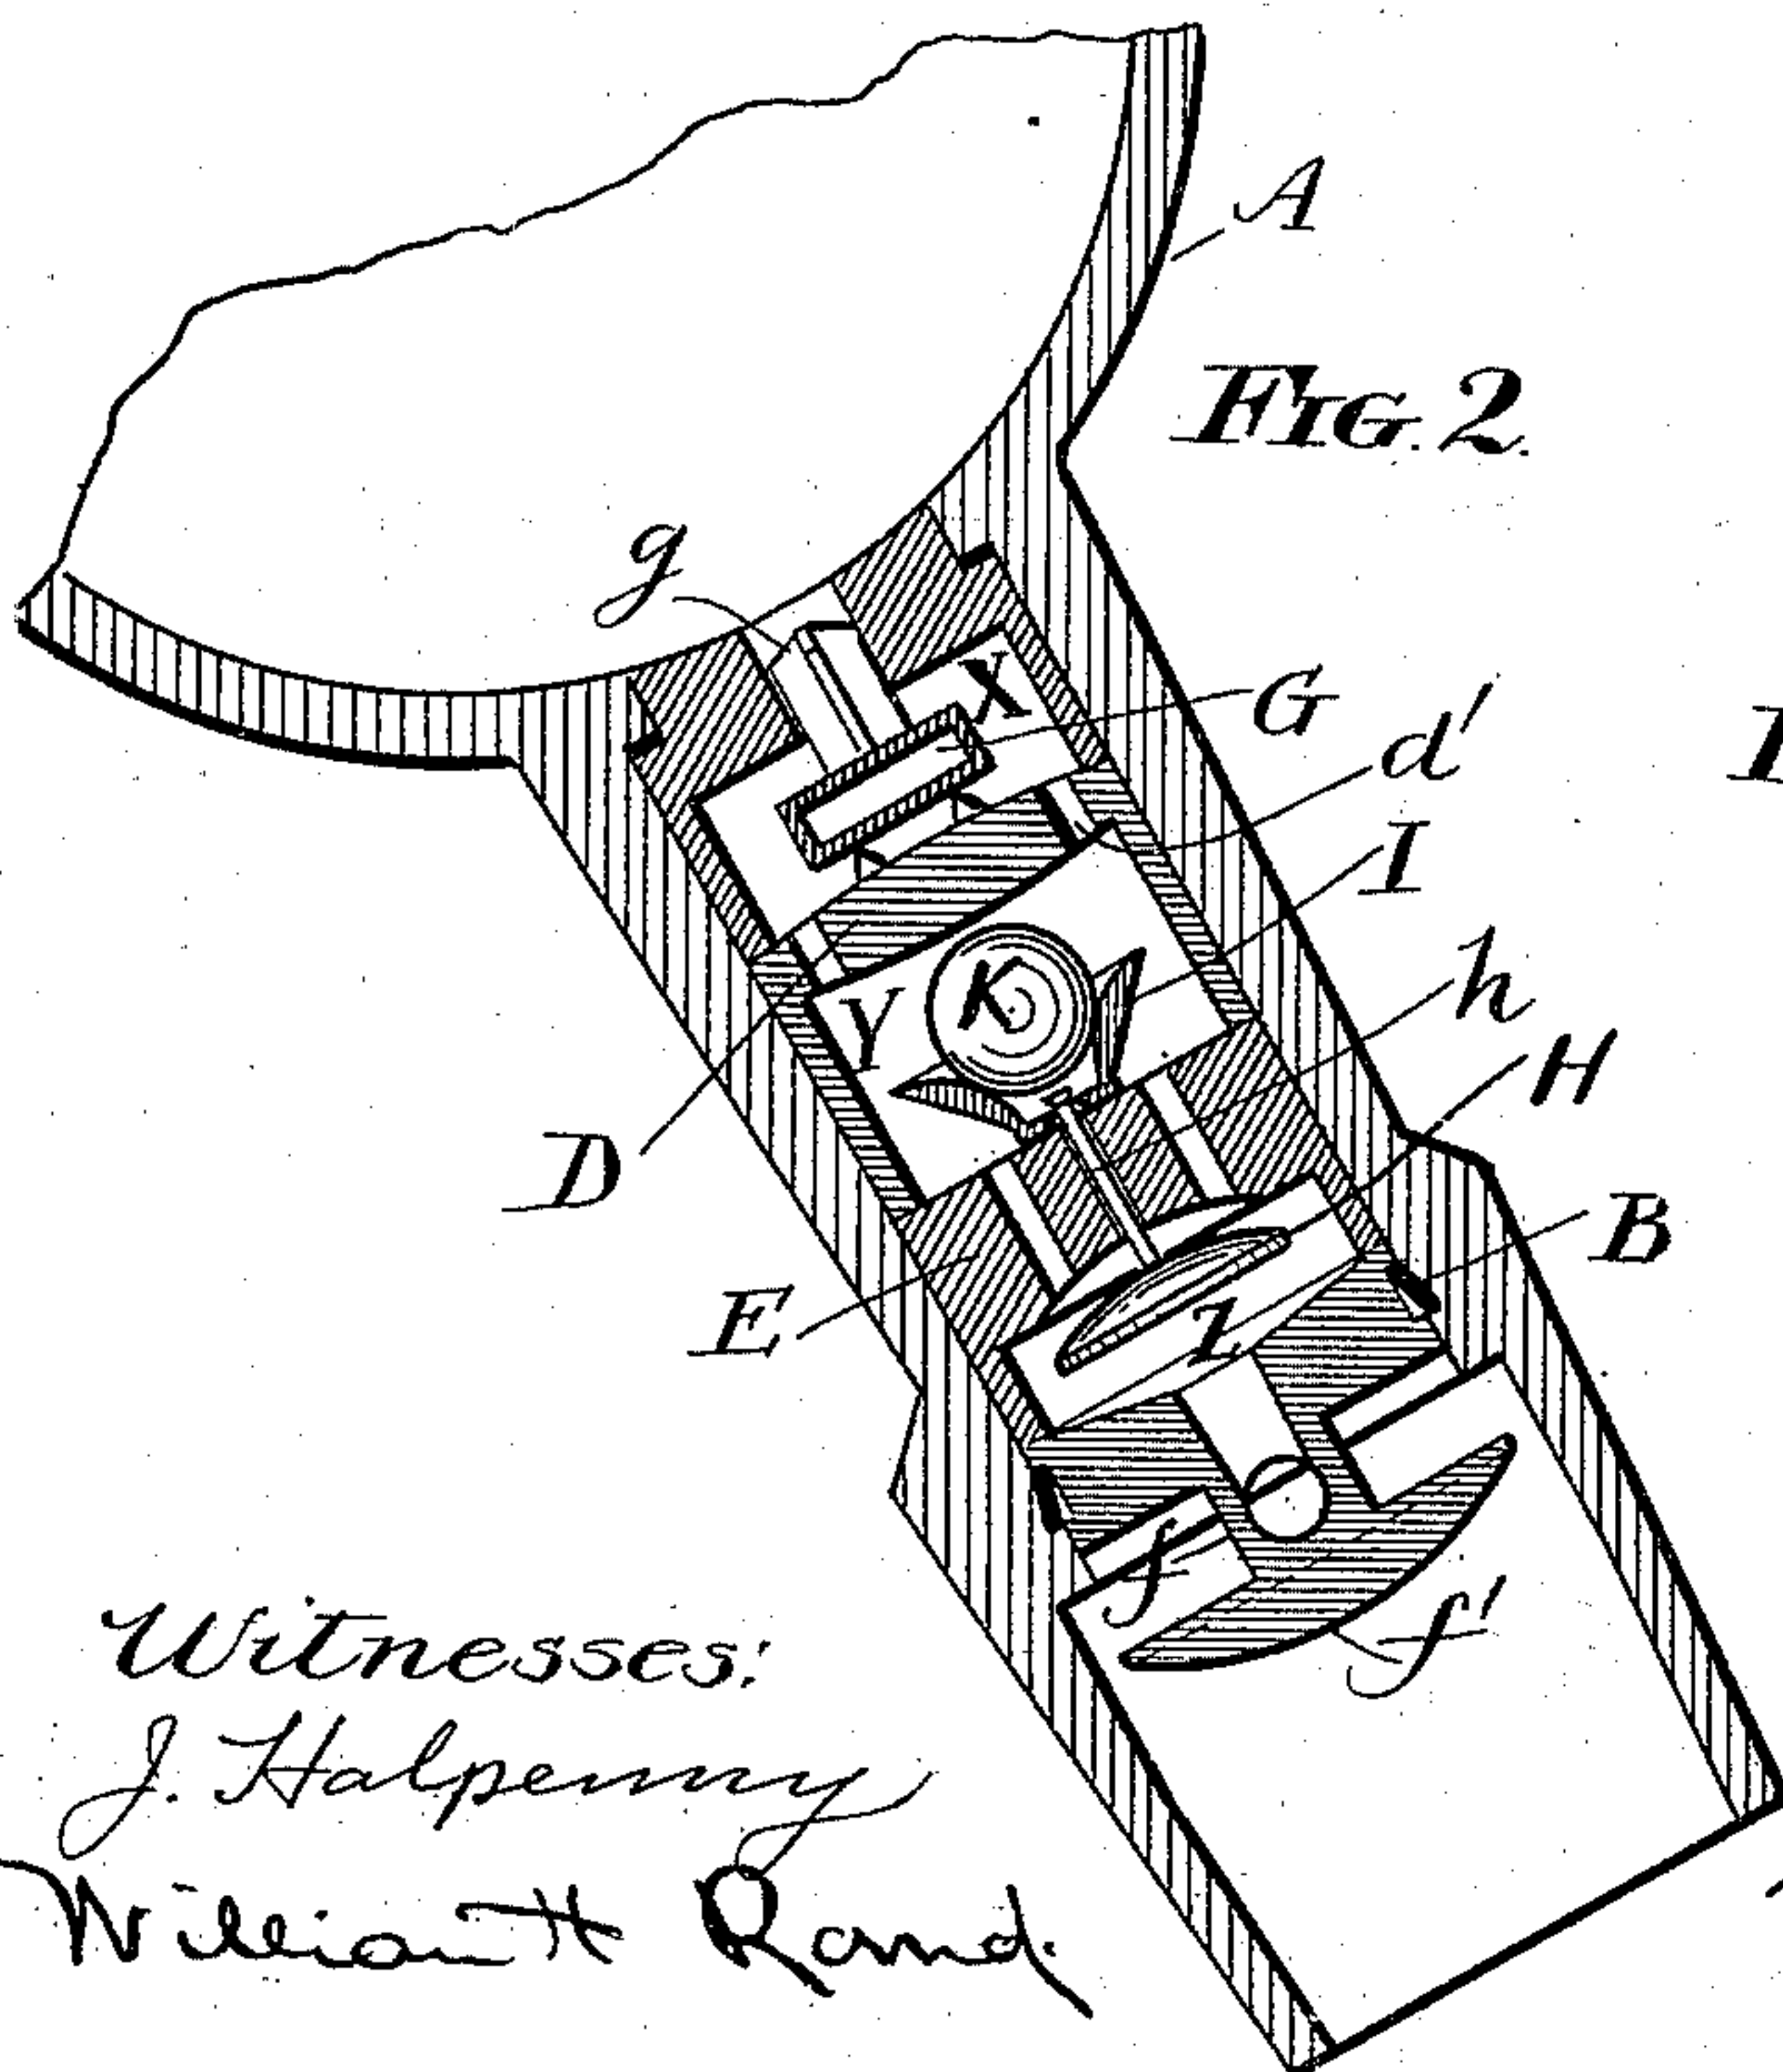 A
FIG. 2.
g
X
G
d'
I
K
h
Y
H
D
B
E
Z
f
f'
Witnesses:
J. Halpenny
William H Rand.